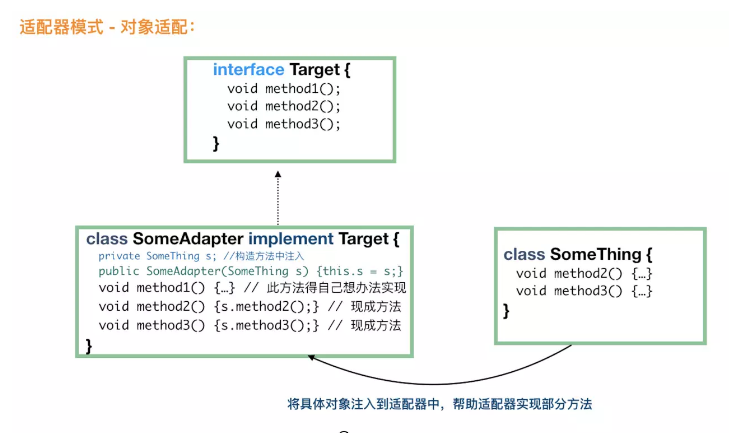 适配器模式 - 对象适配：
interface Target {
void method1();
void method2();
void method3();
}
class SomeAdapter implement Target {
private SomeThing s; //构造方法中注入
public SomeAdapter(SomeThing s) {this.s = s;}
void method1() {…} // 此方法得自己想办法实现
void method2() {s.method2();} // 现成方法
void method3() {s.method3();} // 现成方法
}
class SomeThing {
void method2() {…}
void method3() {…}
}
将具体对象注入到适配器中，帮助适配器实现部分方法